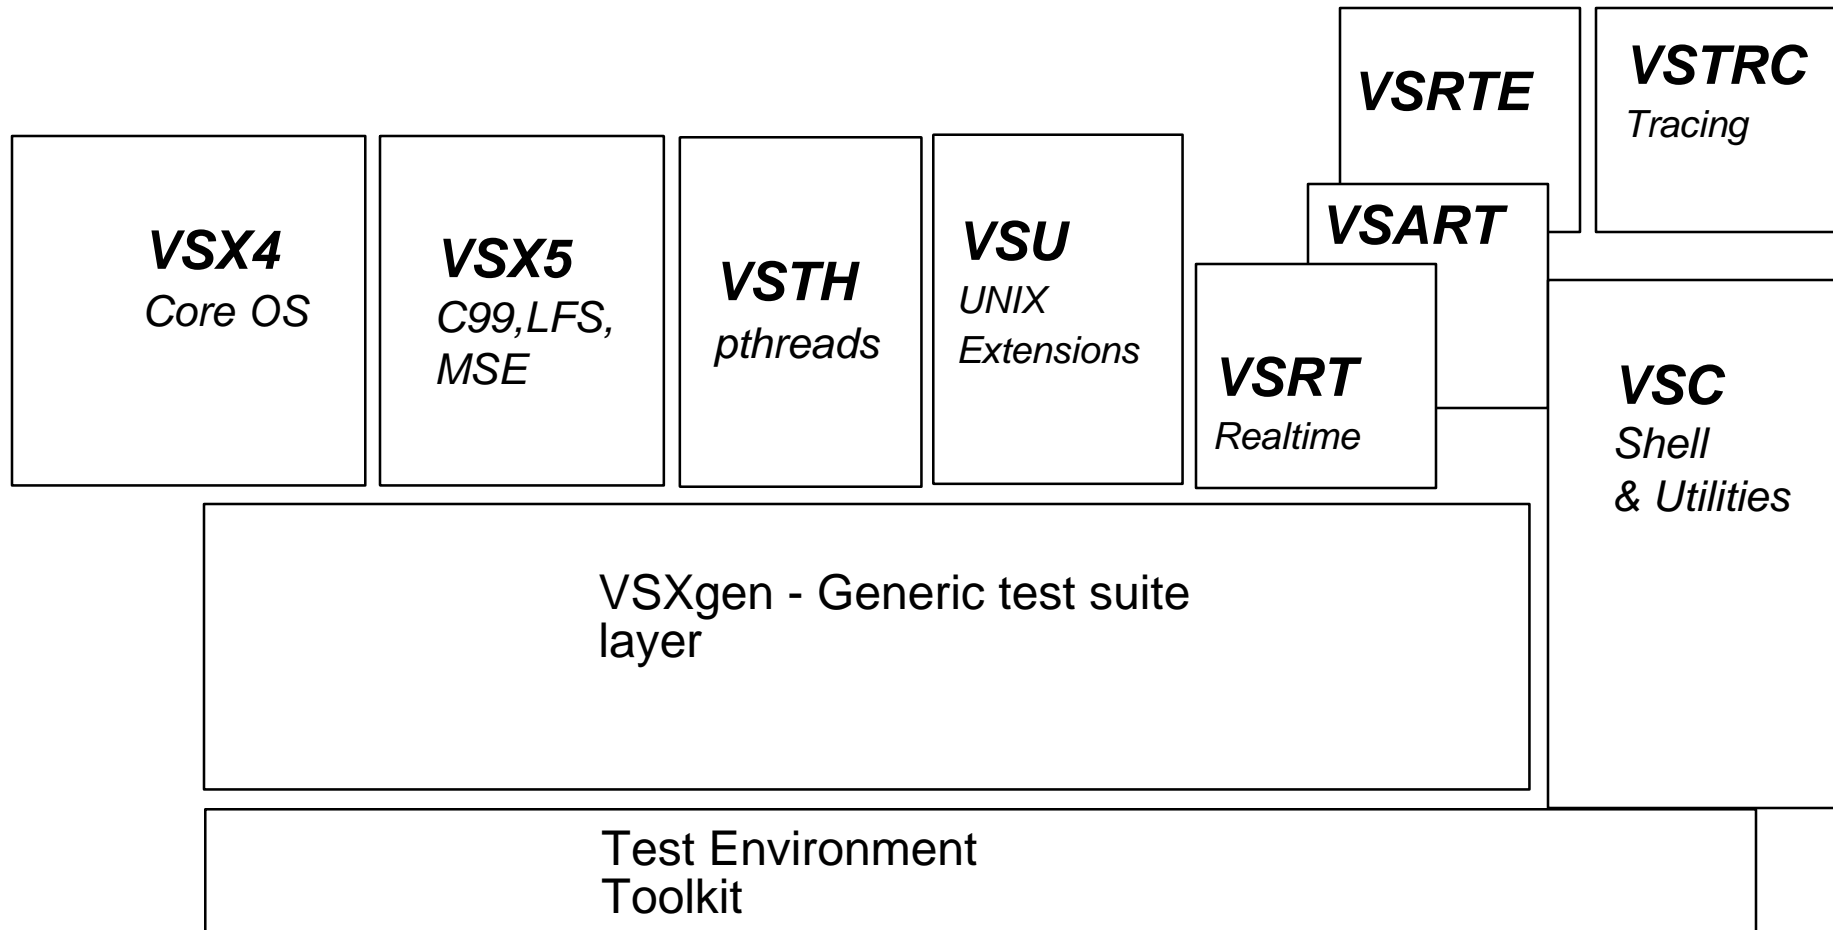 VSRTE
VSTRC
Tracing
VSX4
Core OS
VSX5
C99,LFS,
MSE
VSTH
pthreads
VSU
UNIX
Extensions
VSART
VSRT
Realtime
VSC
Shell
& Utilities
VSXgen - Generic test suite
layer
Test Environment
Toolkit